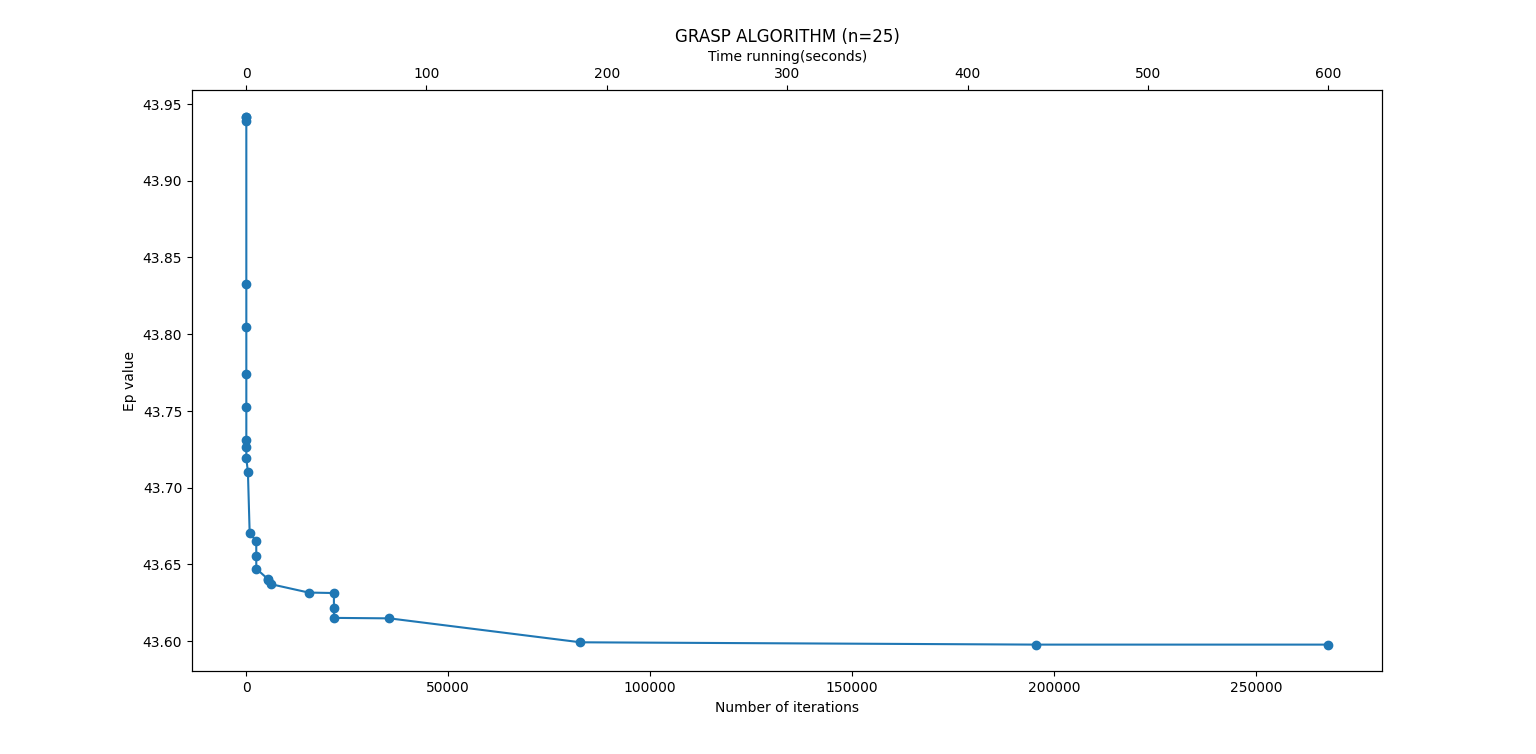 GRASP ALGORITHM (n=25)
Time running(seconds)
0 100 200 300 400 500 600
43.95
43.90
43.85
43.80
43.75
43.70
43.65
43.60
Ep value
0 50000 100000 150000 200000 250000
Number of iterations